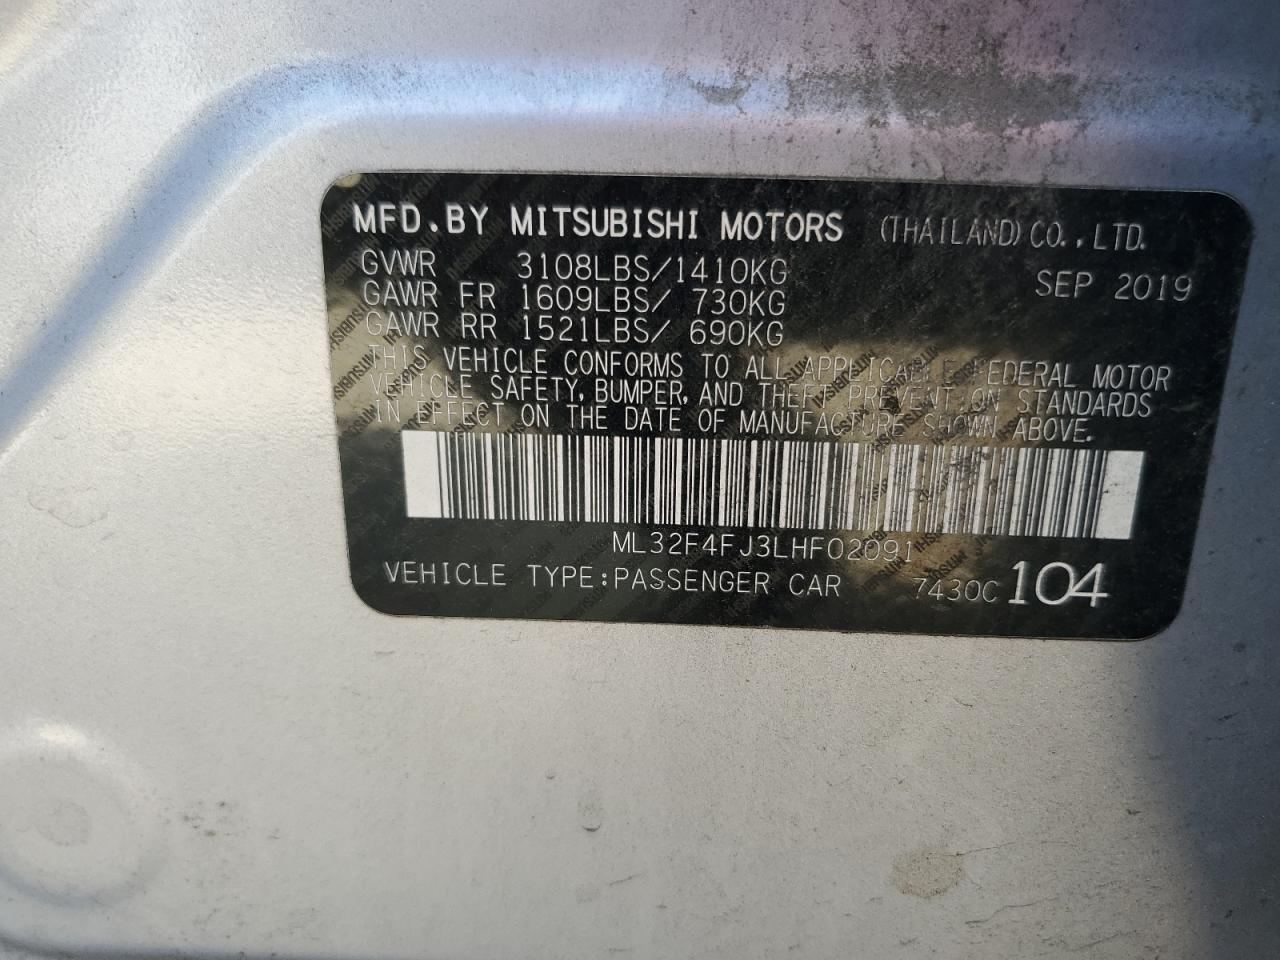 MFD.BY MITSUBISHI MOTORS (THAILAND) CO.,LTD.
GVWR 3108LBS/1410KG SEP 2019
GAWR FR 1609LBS/ 730KG
GAWR RR 1521LBS/ 690KG
THIS VEHICLE CONFORMS TO ALL APPLICABLE FEDERAL MOTOR
VEHICLE SAFETY, BUMPER, AND THEFT PREVENTION STANDARDS
IN EFFECT ON THE DATE OF MANUFACTURE SHOWN ABOVE.
ML32F4FJ3LHF02091
VEHICLE TYPE:PASSENGER CAR 7430C 104